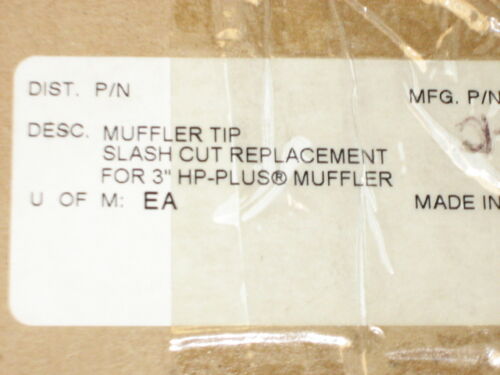 DIST. P/N
MFG. P/N
DESC. MUFFLER TIP
SLASH CUT REPLACEMENT
FOR 3" HP-PLUS® MUFFLER
U OF M: EA
MADE IN